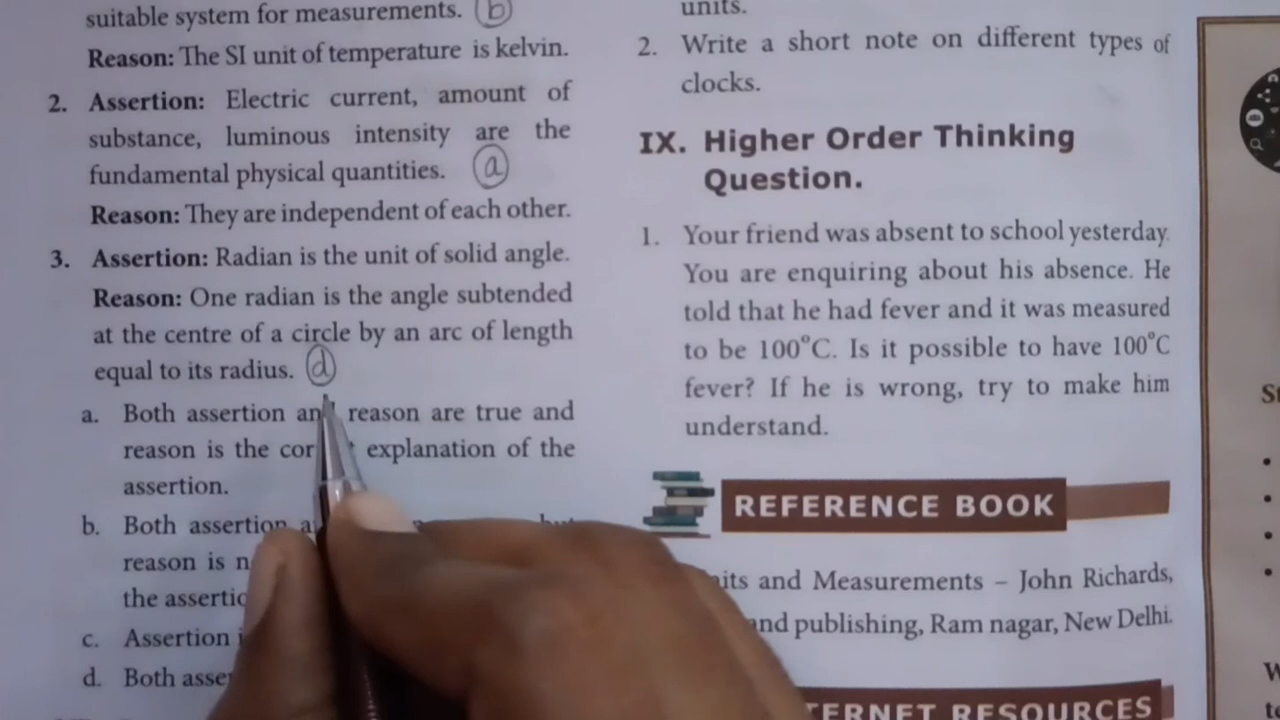 suitable system for measurements. b
Reason: The SI unit of temperature is kelvin.
2. Assertion: Electric current, amount of
substance, luminous intensity are the
fundamental physical quantities. a
Reason: They are independent of each other.
3. Assertion: Radian is the unit of solid angle.
Reason: One radian is the angle subtended
at the centre of a circle by an arc of length
equal to its radius. d
a. Both assertion reason are true and
reason is the explanation of the
assertion.
b. Both assertion
reason is
the
c. Assertion
d. Both
units.
2. Write a short note on different types of
clocks.
IX. Higher Order Thinking
Question.
1. Your friend was absent to school yesterday.
You are enquiring about his absence. He
told that he had fever and it was measured
to be 100°C. Is it possible to have 100°C
fever? If he is wrong, try to make him
understand.
REFERENCE BOOK
and Measurements – John Richards,
and publishing, Ram nagar, New Delhi.
RESOURCES